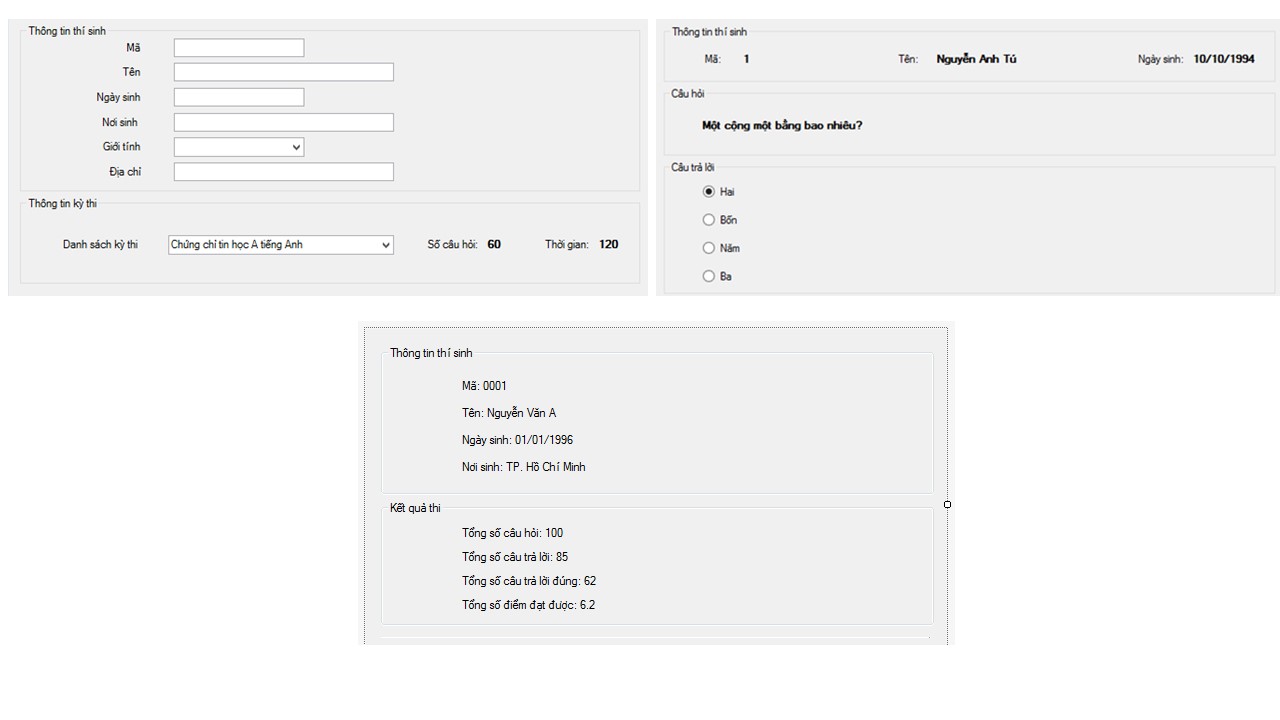 Thông tin thí sinh
Mã
Tên
Ngày sinh
Nơi sinh
Giới tính
Địa chỉ
Thông tin kỳ thi
Danh sách kỳ thi Chứng chỉ tin học A tiếng Anh Số câu hỏi: 60 Thời gian: 120
Thông tin thí sinh
Mã: 1 Tên: Nguyễn Anh Tú Ngày sinh: 10/10/1994
Câu hỏi
Một cộng một bằng bao nhiêu?
Câu trả lời
Hai
Bốn
Năm
Ba
Thông tin thí sinh
Mã: 0001
Tên: Nguyễn Văn A
Ngày sinh: 01/01/1996
Nơi sinh: TP. Hồ Chí Minh
Kết quả thi
Tổng số câu hỏi: 100
Tổng số câu trả lời: 85
Tổng số câu trả lời đúng: 62
Tổng số điểm đạt được: 6.2